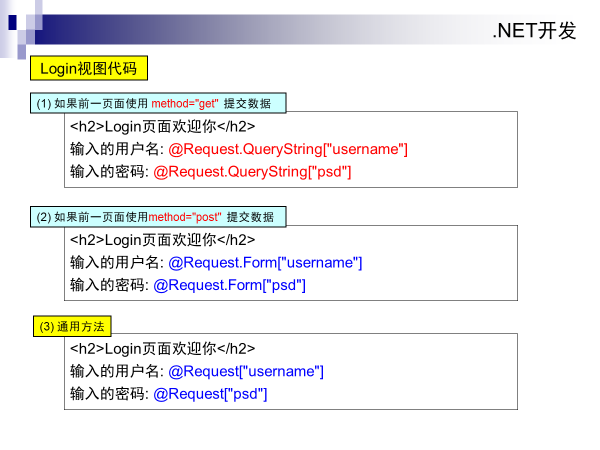 .NET开发
Login视图代码
(1) 如果前一页面使用 method="get" 提交数据
<h2>Login页面欢迎你</h2>
输入的用户名: @Request.QueryString["username"]
输入的密码: @Request.QueryString["psd"]
(2) 如果前一页面使用method="post" 提交数据
<h2>Login页面欢迎你</h2>
输入的用户名: @Request.Form["username"]
输入的密码: @Request.Form["psd"]
(3) 通用方法
<h2>Login页面欢迎你</h2>
输入的用户名: @Request["username"]
输入的密码: @Request["psd"]